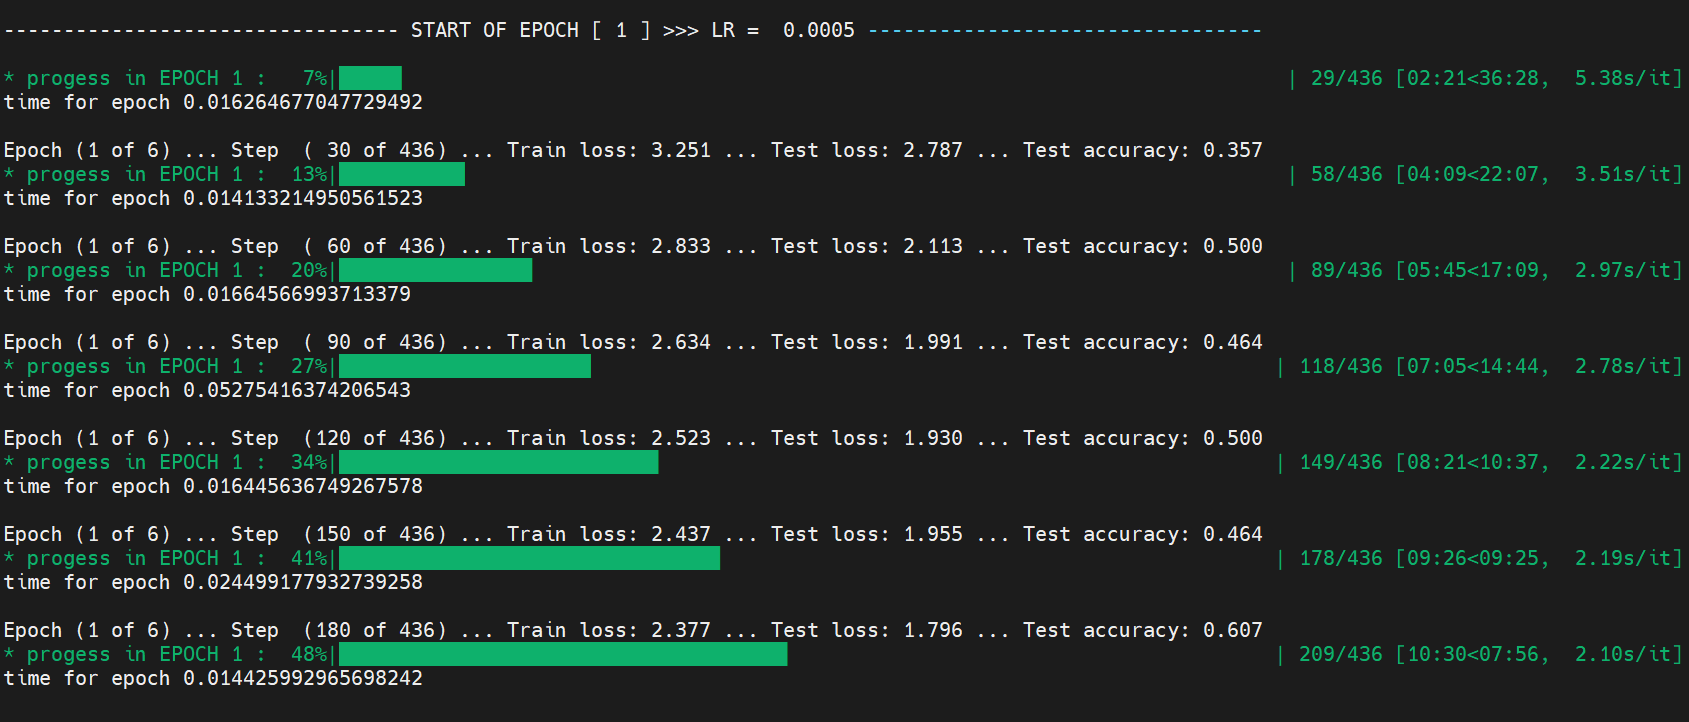 --------------------------------- START OF EPOCH [ 1 ] >>> LR =  0.0005 ---------------------------------
* progess in EPOCH 1 :   7%| | 29/436 [02:21<36:28,  5.38s/it]
time for epoch 0.016264677047729492
Epoch (1 of 6) ... Step  ( 30 of 436) ... Train loss: 3.251 ... Test loss: 2.787 ... Test accuracy: 0.357
* progess in EPOCH 1 :  13%| | 58/436 [04:09<22:07,  3.51s/it]
time for epoch 0.014133214950561523
Epoch (1 of 6) ... Step  ( 60 of 436) ... Train loss: 2.833 ... Test loss: 2.113 ... Test accuracy: 0.500
* progess in EPOCH 1 :  20%| | 89/436 [05:45<17:09,  2.97s/it]
time for epoch 0.01664566993713379
Epoch (1 of 6) ... Step  ( 90 of 436) ... Train loss: 2.634 ... Test loss: 1.991 ... Test accuracy: 0.464
* progess in EPOCH 1 :  27%| | 118/436 [07:05<14:44,  2.78s/it]
time for epoch 0.05275416374206543
Epoch (1 of 6) ... Step  (120 of 436) ... Train loss: 2.523 ... Test loss: 1.930 ... Test accuracy: 0.500
* progess in EPOCH 1 :  34%| | 149/436 [08:21<10:37,  2.22s/it]
time for epoch 0.016445636749267578
Epoch (1 of 6) ... Step  (150 of 436) ... Train loss: 2.437 ... Test loss: 1.955 ... Test accuracy: 0.464
* progess in EPOCH 1 :  41%| | 178/436 [09:26<09:25,  2.19s/it]
time for epoch 0.024499177932739258
Epoch (1 of 6) ... Step  (180 of 436) ... Train loss: 2.377 ... Test loss: 1.796 ... Test accuracy: 0.607
* progess in EPOCH 1 :  48%| | 209/436 [10:30<07:56,  2.10s/it]
time for epoch 0.014425992965698242